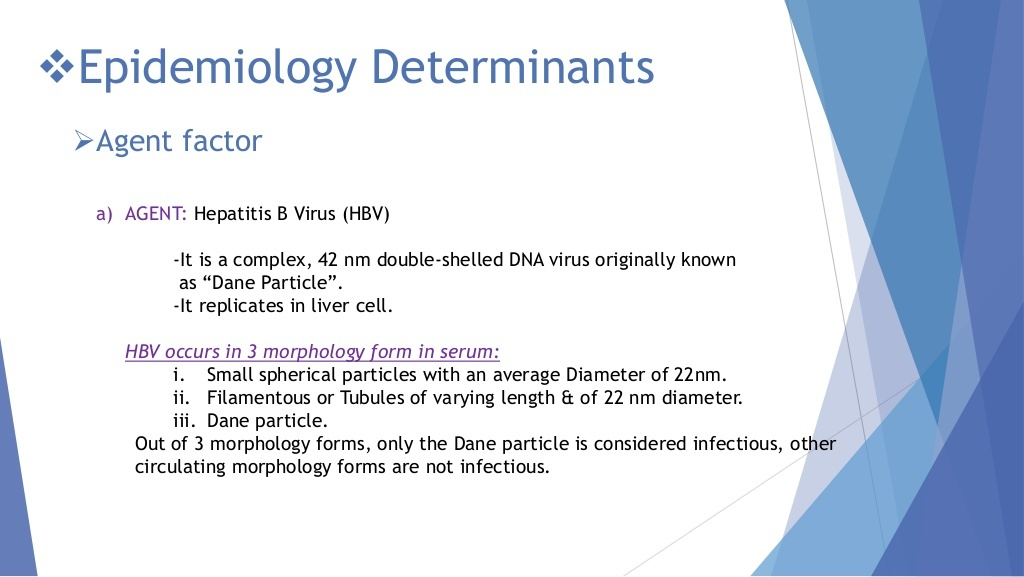 ❖Epidemiology Determinants
➢Agent factor
a) AGENT: Hepatitis B Virus (HBV)
-It is a complex, 42 nm double-shelled DNA virus originally known
as “Dane Particle”.
-It replicates in liver cell.
HBV occurs in 3 morphology form in serum:
i. Small spherical particles with an average Diameter of 22nm.
ii. Filamentous or Tubules of varying length & of 22 nm diameter.
iii. Dane particle.
Out of 3 morphology forms, only the Dane particle is considered infectious, other
circulating morphology forms are not infectious.